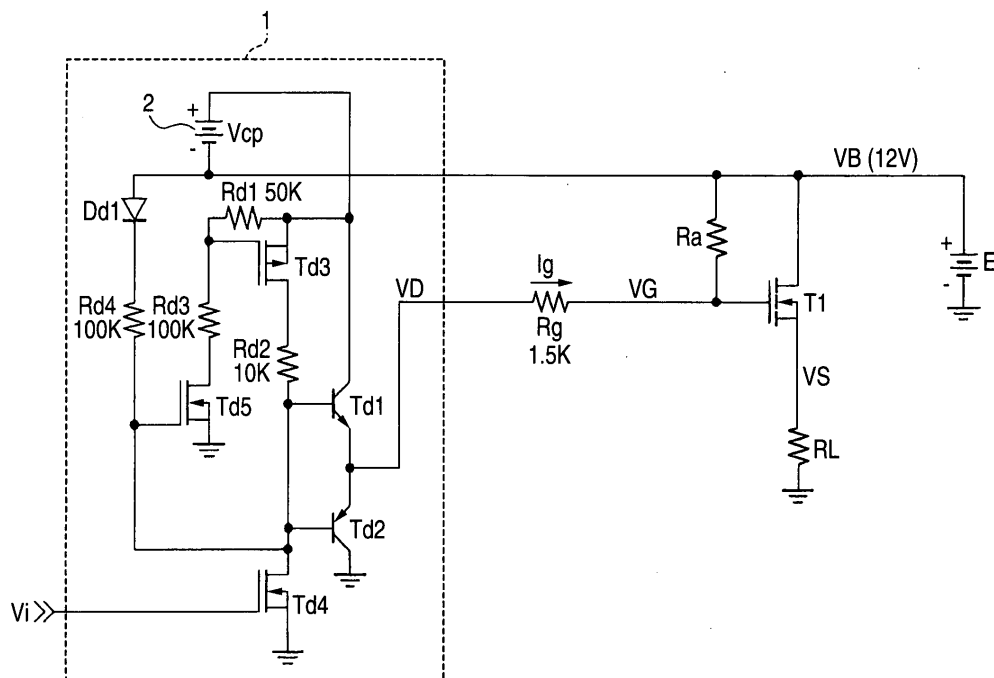 1
2
+
Vcp
-
VB (12V)
Dd1
Rd1 50K
Td3
Ra
+
E
-
Ig
VD
VG
T1
Rd4
100K
Rd3
100K
Rg
1.5K
Rd2
10K
VS
Td5
Td1
RL
Td2
Vi
Td4